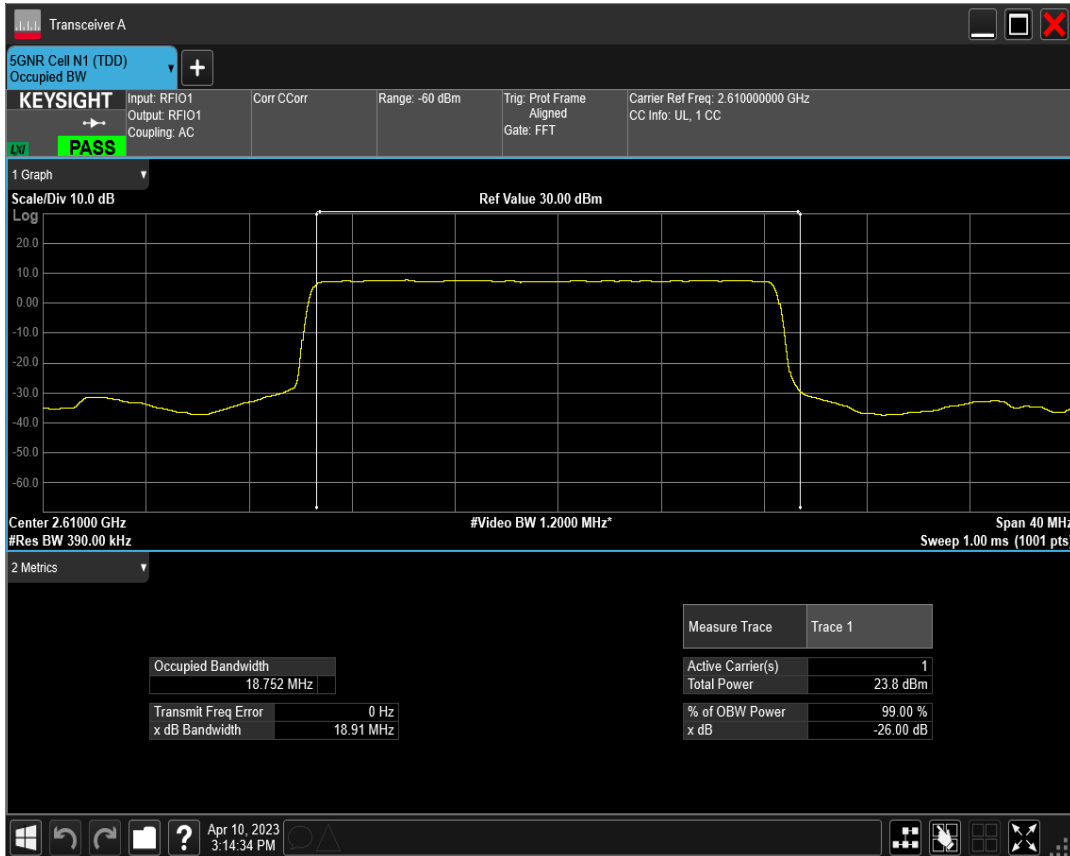 Transceiver A
5GNR Cell N1 (TDD)
Occupied BW
+
KEYSIGHT
LXI
PASS
Input: RFIO1
Output: RFIO1
Coupling: AC
Corr CCorr
Range: -60 dBm
Trig: Prot Frame
Aligned
Gate: FFT
Carrier Ref Freq: 2.610000000 GHz
CC Info: UL, 1 CC
1 Graph
Scale/Div 10.0 dB
Ref Value 30.00 dBm
Log
20.0
10.0
0.00
-10.0
-20.0
-30.0
-40.0
-50.0
-60.0
Center 2.61000 GHz
#Video BW 1.2000 MHz*
Span 40 MHz
#Res BW 390.00 kHz
Sweep 1.00 ms (1001 pts)
2 Metrics
Measure Trace Trace 1
Occupied Bandwidth
18.752 MHz
Transmit Freq Error 0 Hz
x dB Bandwidth 18.91 MHz
Active Carrier(s) 1
Total Power 23.8 dBm
% of OBW Power 99.00 %
x dB -26.00 dB
?
Apr 10, 2023
3:14:34 PM